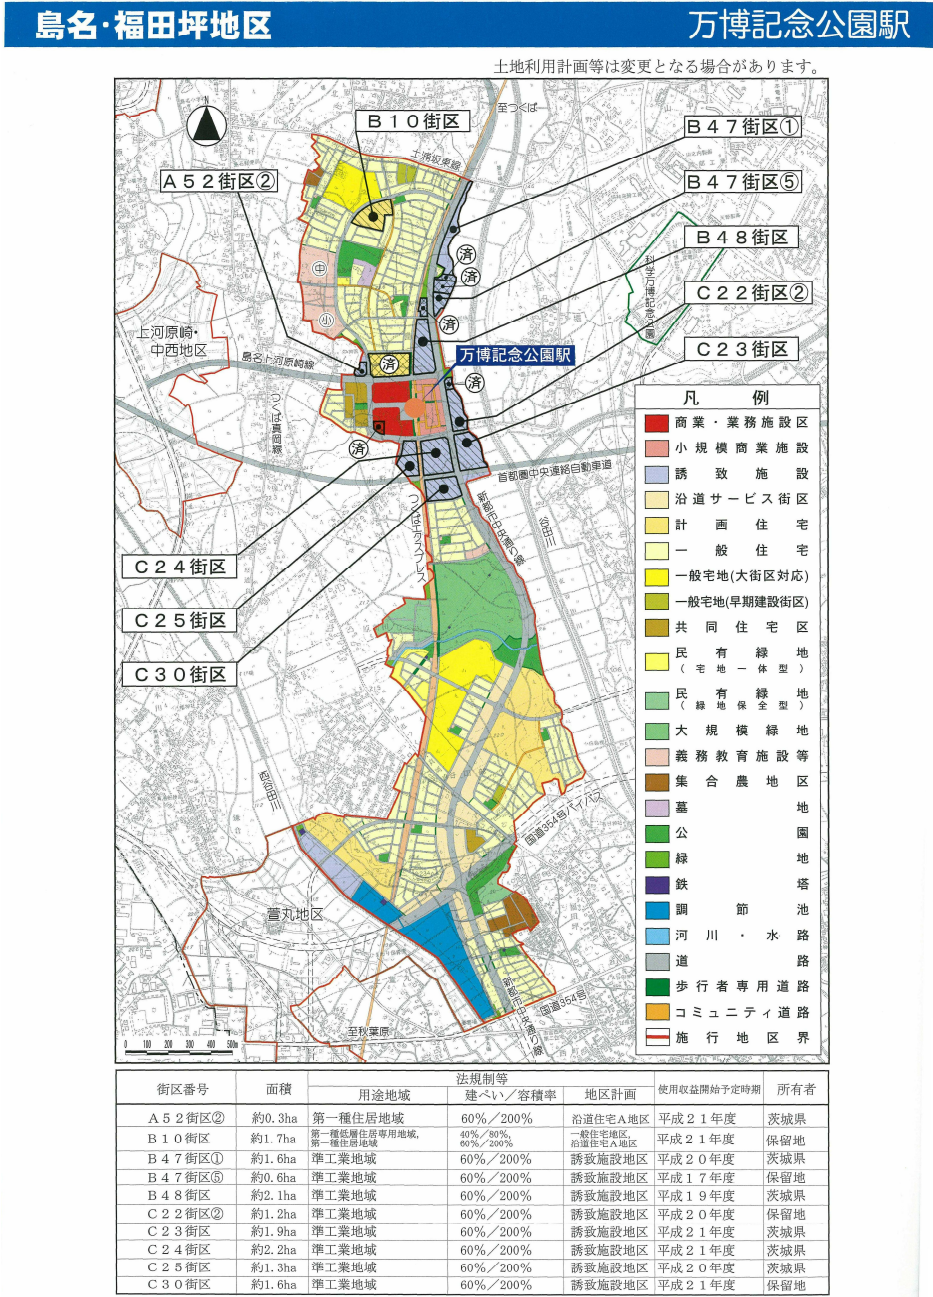 島名・福田坪地区
万博記念公園駅
土地利用計画等は変更となる場合があります。
N
至つくば
B10街区
B47街区①
土浦坂東線
A52街区②
B47街区⑤
B48街区
C22街区②
C23街区
科学万博記念公園
済
済
済
済
済
済
中
小
上河原崎・
中西地区
島名上河原崎線
万博記念公園駅
つくば真岡線
首都圏中央連絡自動車道
つくばエクスプレス
新都市中央通り線
谷田川
C24街区
C25街区
C30街区
西谷田川
国道354号バイパス
萱丸地区
新都市中央通り線
国道354号
至秋葉原
0 100 200 300 400 500m
凡例
商業・業務施設区
小規模商業施設
誘致施設
沿道サービス街区
計画住宅
一般住宅
一般宅地(大街区対応)
一般宅地(早期建設街区)
共同住宅区
民有緑地
(宅地一体型)
民有緑地
(緑地保全型)
大規模緑地
義務教育施設等
集合農地区
墓地
公園
緑地
鉄塔
調節池
河川・水路
道路
歩行者専用道路
コミュニティ道路
施行地区界
街区番号 面積 法規制等 使用収益開始予定時期 所有者
用途地域 建ぺい/容積率 地区計画
A52街区② 約0.3ha 第一種住居地域 60%/200% 沿道住宅A地区 平成21年度 茨城県
B10街区 約1.7ha 第一種低層住居専用地域, 40%/80%, 一般住宅地区, 平成21年度 保留地
第一種住居地域 60%/200% 沿道住宅A地区
B47街区① 約1.6ha 準工業地域 60%/200% 誘致施設地区 平成20年度 茨城県
B47街区⑤ 約0.6ha 準工業地域 60%/200% 誘致施設地区 平成17年度 保留地
B48街区 約2.1ha 準工業地域 60%/200% 誘致施設地区 平成19年度 茨城県
C22街区② 約1.2ha 準工業地域 60%/200% 誘致施設地区 平成20年度 保留地
C23街区 約1.9ha 準工業地域 60%/200% 誘致施設地区 平成21年度 茨城県
C24街区 約2.2ha 準工業地域 60%/200% 誘致施設地区 平成21年度 茨城県
C25街区 約1.3ha 準工業地域 60%/200% 誘致施設地区 平成20年度 茨城県
C30街区 約1.6ha 準工業地域 60%/200% 誘致施設地区 平成21年度 保留地